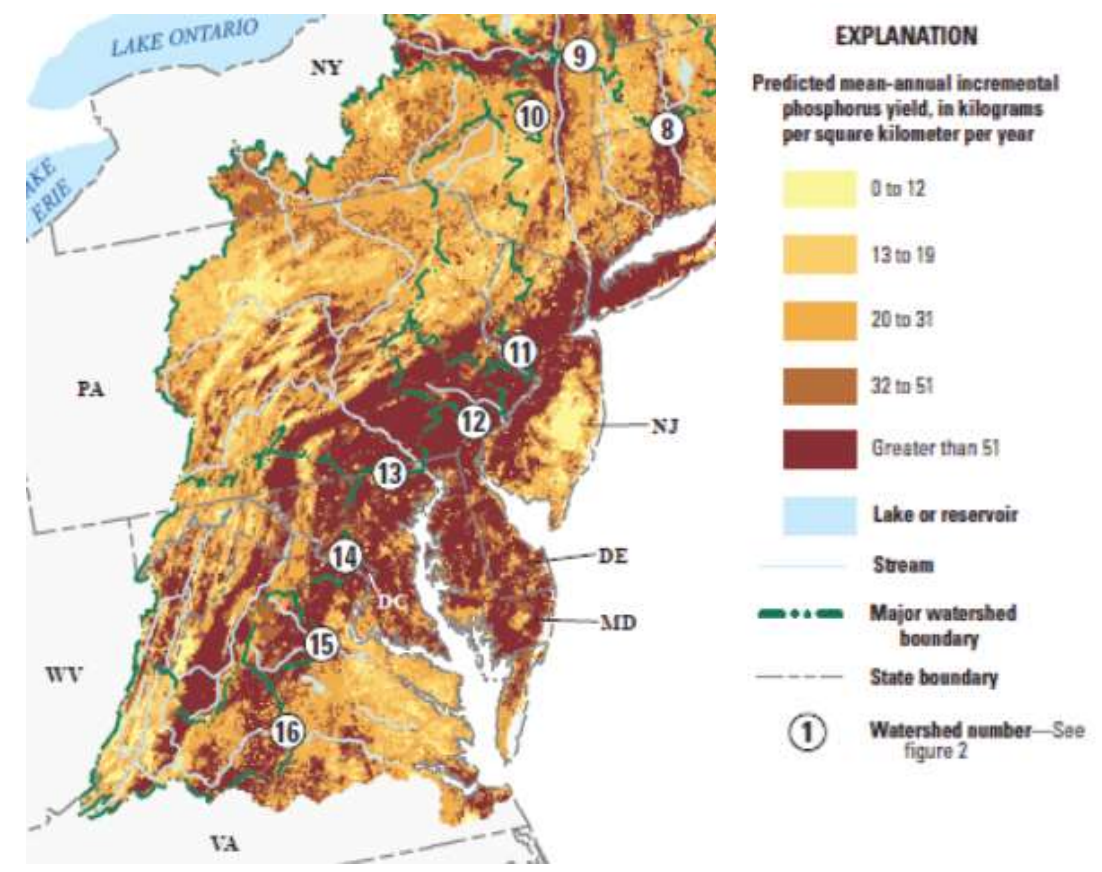 LAKE ONTARIO
NY
9
10
8
LAKE
ERIE
11
PA
12
NJ
13
14
DE
DC
MD
15
WV
16
VA
EXPLANATION
Predicted mean-annual incremental
phosphorus yield, in kilograms
per square kilometer per year
0 to 12
13 to 19
20 to 31
32 to 51
Greater than 51
Lake or reservoir
Stream
Major watershed
boundary
State boundary
1
Watershed number—See
figure 2